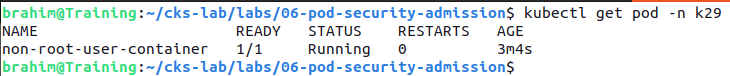 brahim@Training:~/cks-lab/labs/06-pod-security-admission$ kubectl get pod -n k29
NAME                      READY   STATUS    RESTARTS   AGE
non-root-user-container   1/1     Running   0          3m4s
brahim@Training:~/cks-lab/labs/06-pod-security-admission$